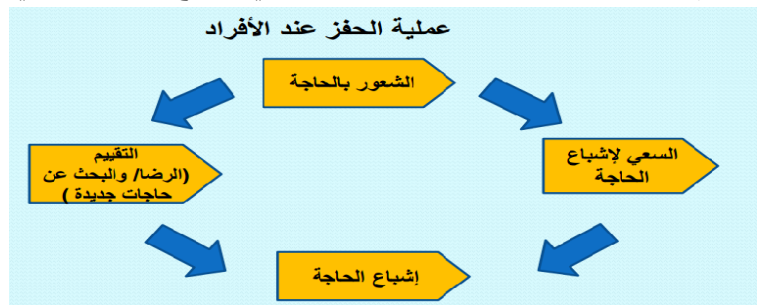 عملية الحفز عند الأفراد
الشعور بالحاجة
السعي لإشباع
الحاجة
التقييم
(الرضا/ والبحث عن
حاجات جديدة )
إشباع الحاجة